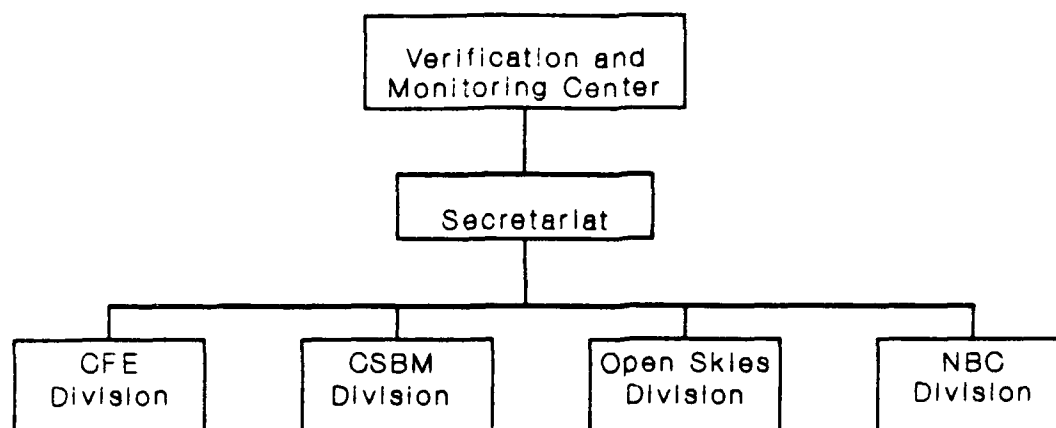 Verification and
Monitoring Center
Secretariat
CFE
Division
CSBM
Division
Open Skies
Division
NBC
Division